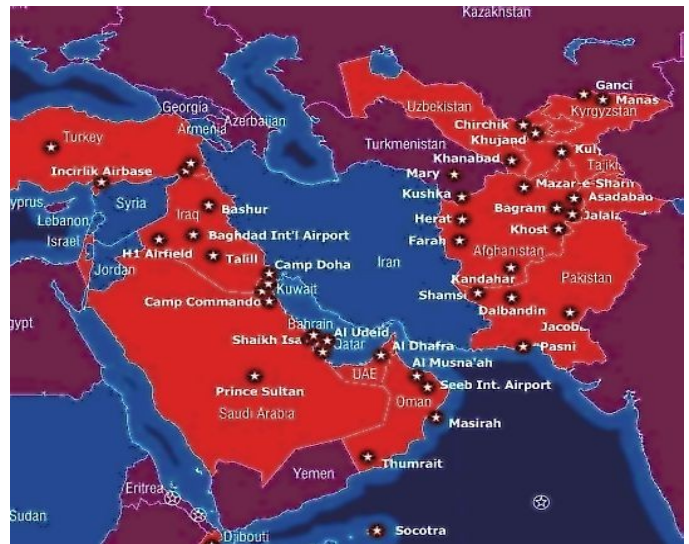 Kazakhstan
Ganci
Manas
Kyrgyzstan
Georgia
Uzbekistan
Armenia
Azerbaijan
Chirchik
Khujand
Turkey
Turkmenistan
Khanabad
Kuly
Tajiki
Mary
Incirlik Airbase
Mazar-e-Sharif
Kushka
Asadabad
yprus
Syria
Bashur
Bagram
Jalala
Lebanon
Iraq
Herat
Khost
Israel
Baghdad Int'l Airport
Iran
Farah
Afghanistan
H1 Airfield
Talill
Camp Doha
Jordan
Kandahar
Pakistan
Kuwait
Shamsi
Camp Commando
Dalbandin
gypt
Bahrain
Al Udeid
Jacoba
Shaikh Isa
Qatar
Al Dhafra
Pasni
Al Musna'ah
UAE
Prince Sultan
Seeb Int. Airport
Oman
Saudi Arabia
Masirah
Thumrait
Yemen
Eritrea
Sudan
Socotra
Djibouti